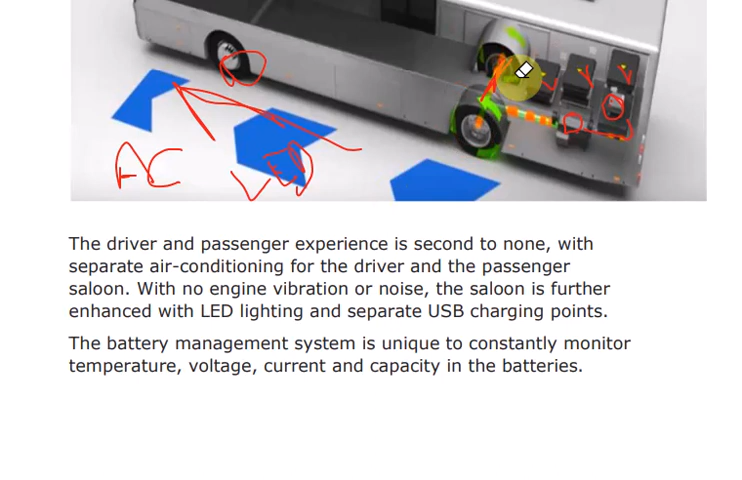 AC
LED
The driver and passenger experience is second to none, with
separate air-conditioning for the driver and the passenger
saloon. With no engine vibration or noise, the saloon is further
enhanced with LED lighting and separate USB charging points.
The battery management system is unique to constantly monitor
temperature, voltage, current and capacity in the batteries.